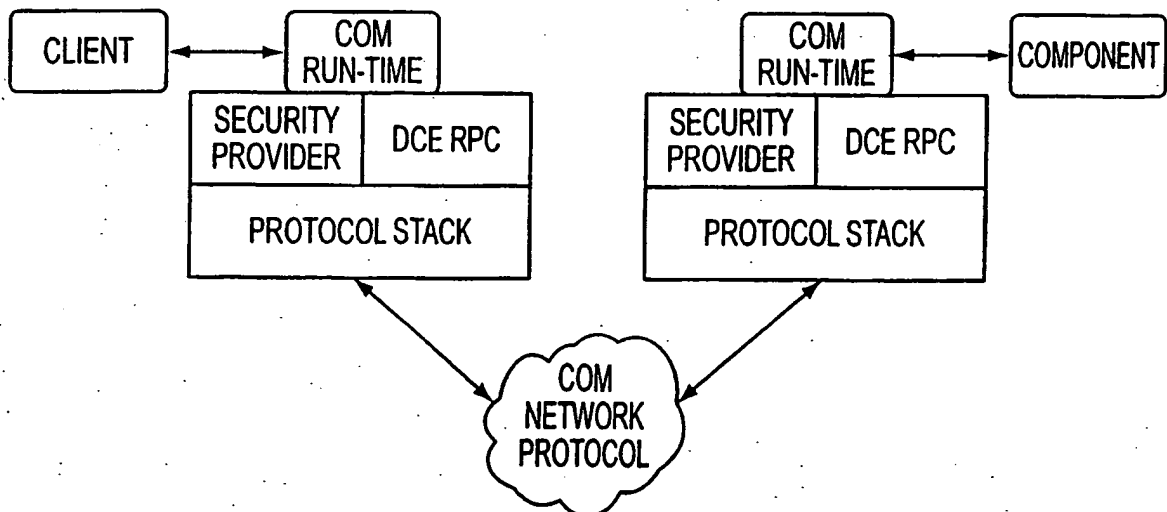 CLIENT
COM
RUN-TIME
SECURITY
PROVIDER
DCE RPC
PROTOCOL STACK
COM
RUN-TIME
COMPONENT
SECURITY
PROVIDER
DCE RPC
PROTOCOL STACK
COM
NETWORK
PROTOCOL